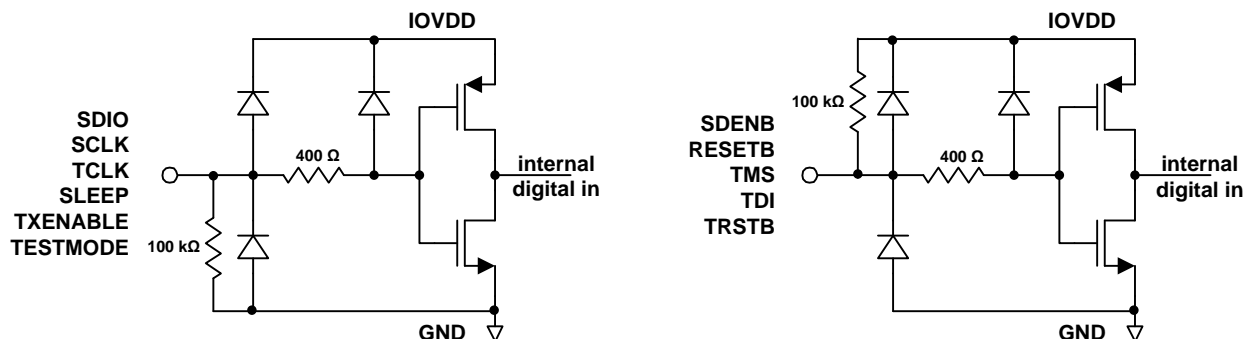 IOVDD
SDIO
SCLK
TCLK
SLEEP
TXENABLE
TESTMODE
100 kΩ
400 Ω
internal
digital in
GND
IOVDD
100 kΩ
SDENB
RESETB
TMS
TDI
TRSTB
400 Ω
internal
digital in
GND